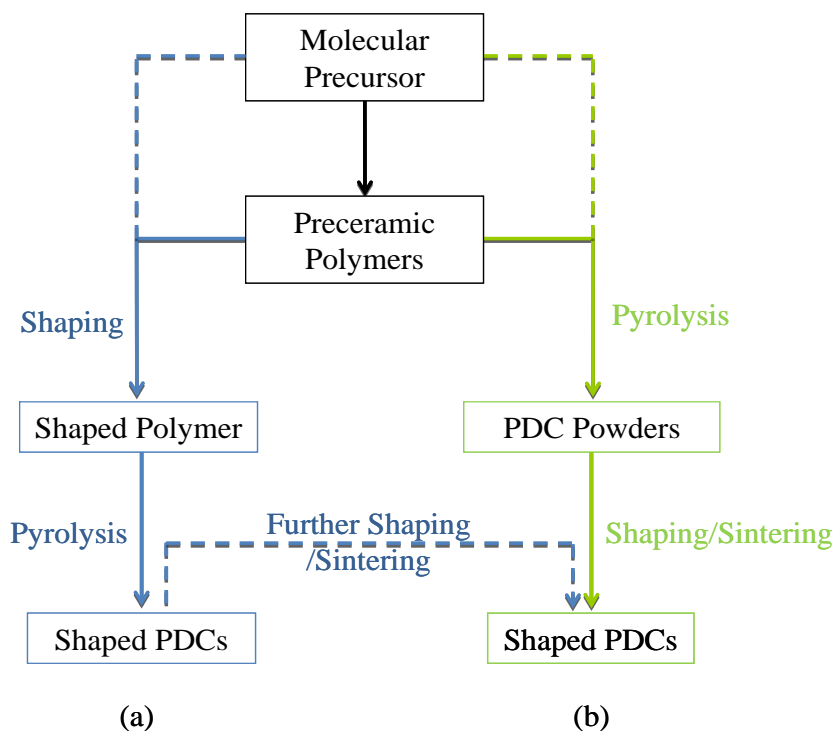 Molecular
Precursor
Preceramic
Polymers
Shaping
Pyrolysis
Shaped Polymer
PDC Powders
Pyrolysis
Further Shaping
/Sintering
Shaping/Sintering
Shaped PDCs
Shaped PDCs
(a)
(b)